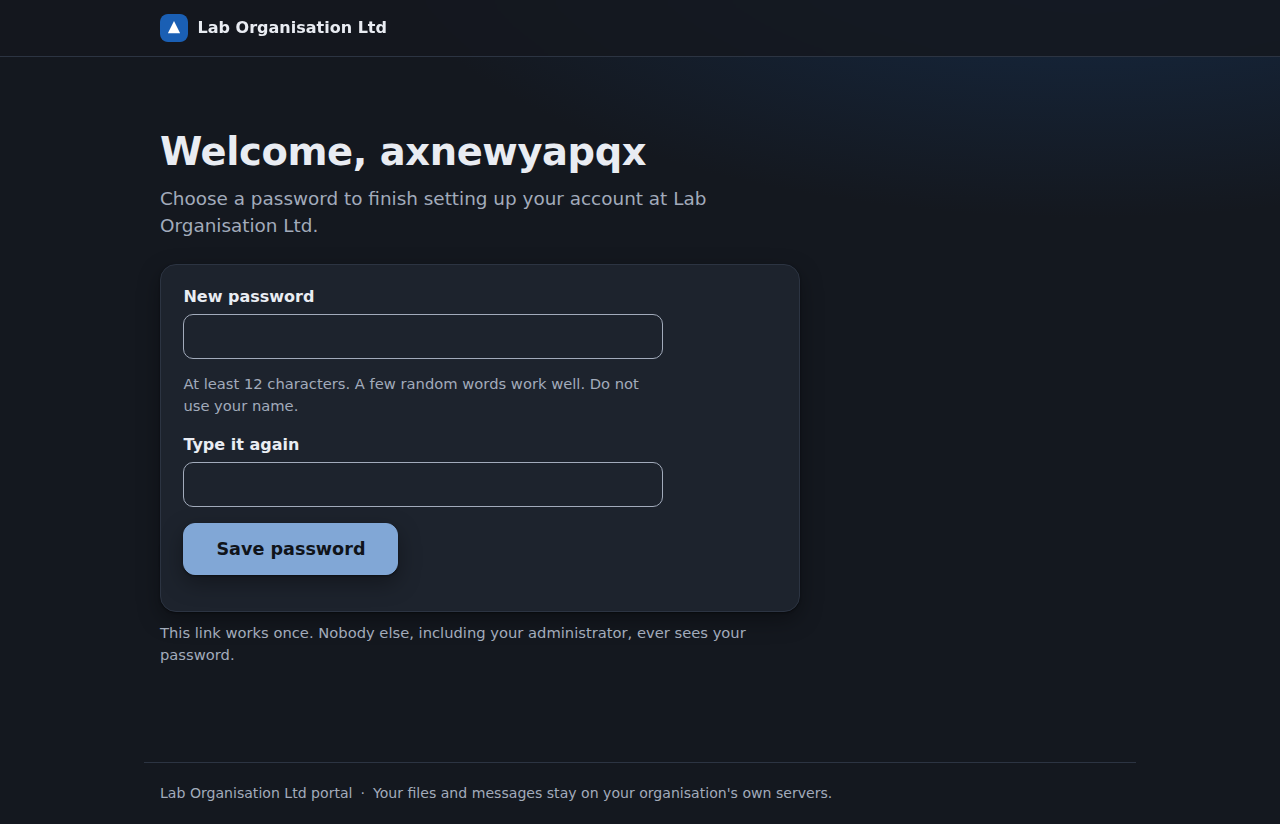 Lab Organisation Ltd
Welcome, axnewyapqx
Choose a password to finish setting up your account at Lab
Organisation Ltd.
New password
At least 12 characters. A few random words work well. Do not
use your name.
Type it again
Save password
This link works once. Nobody else, including your administrator, ever sees your
password.
Lab Organisation Ltd portal · Your files and messages stay on your organisation's own servers.